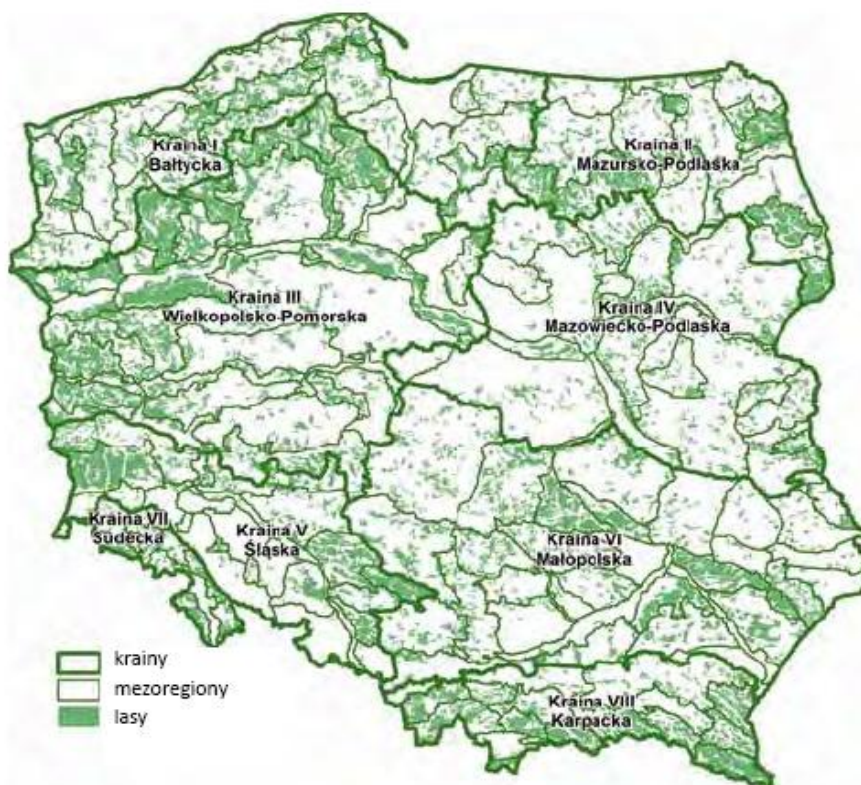 Kraina I
Bałtycka
Kraina II
Mazursko-Podlaska
Kraina III
Wielkopolsko-Pomorska
Kraina IV
Mazowiecko-Podlaska
Kraina VII
Sudecka
Kraina V
Śląska
Kraina VI
Małopolska
Kraina VIII
Karpacka
krainy
mezoregiony
lasy